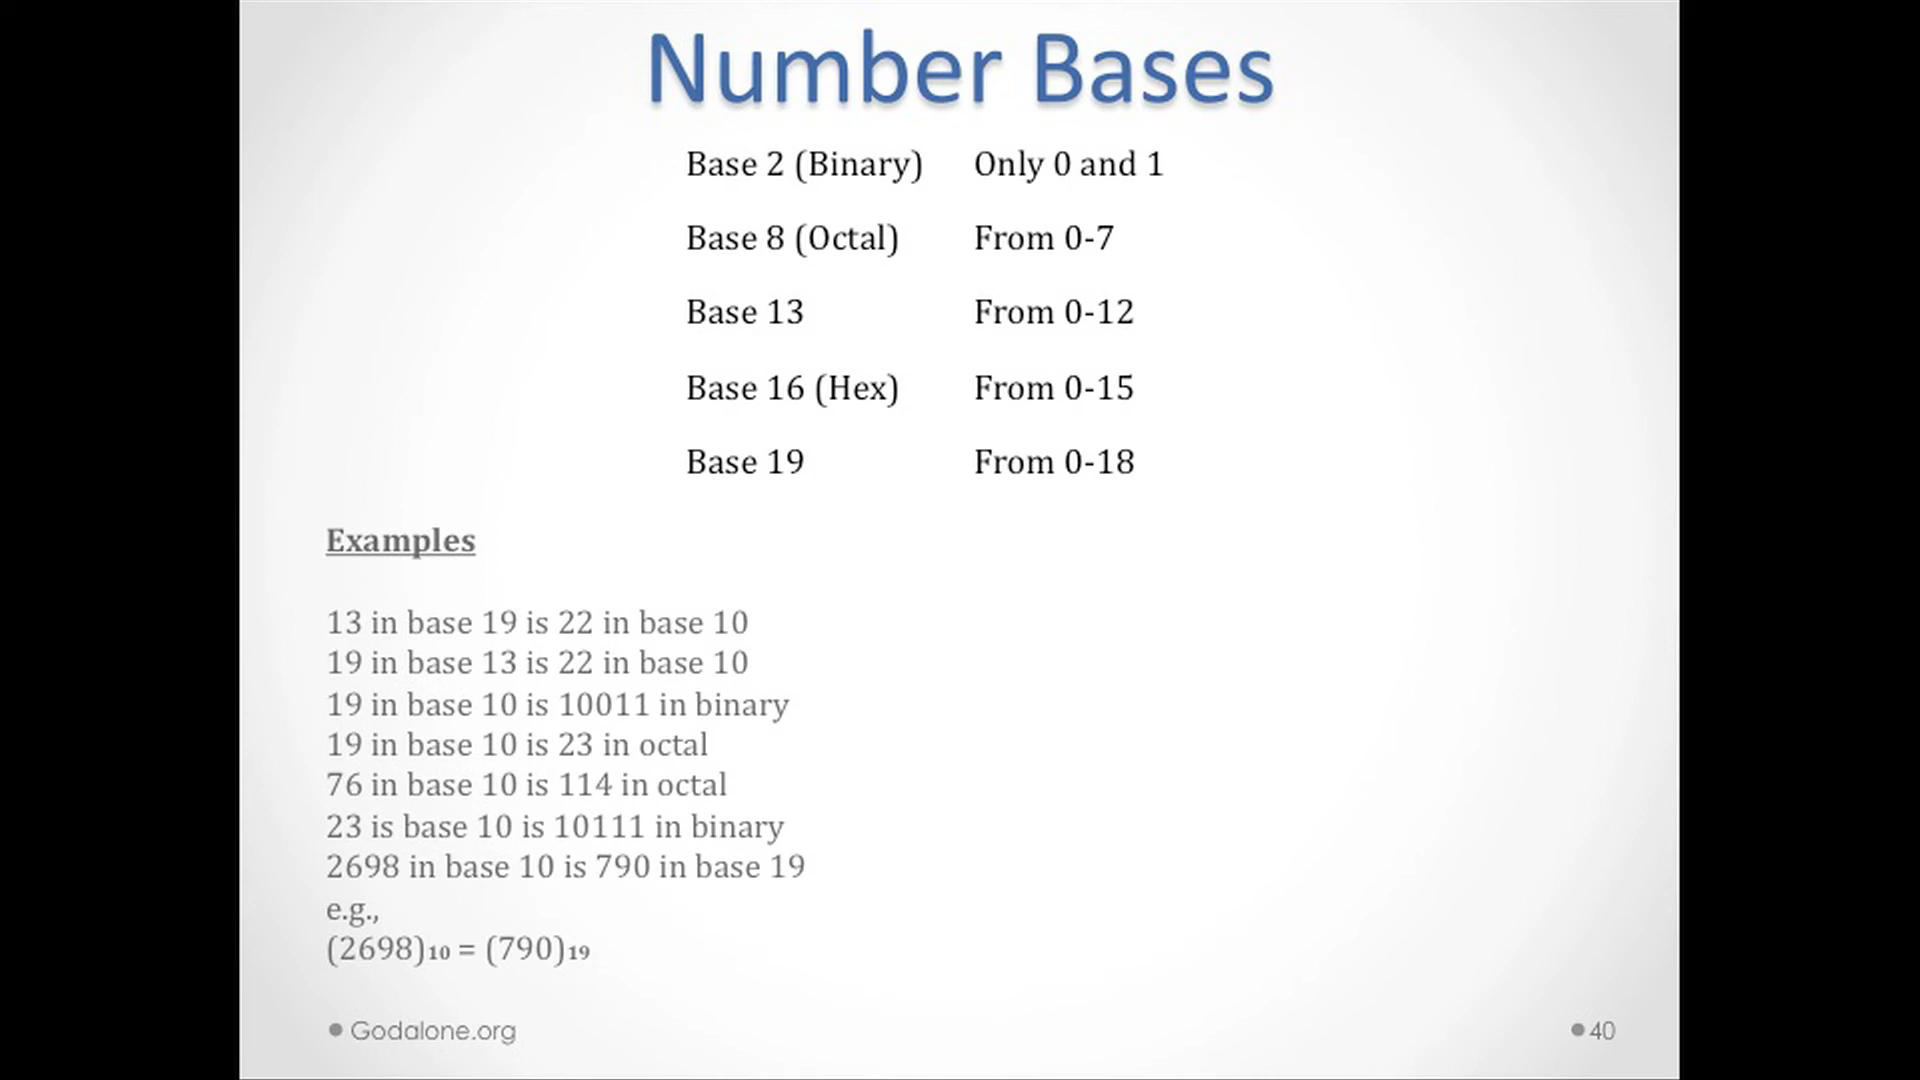 Number Bases
Base 2 (Binary) Only 0 and 1
Base 8 (Octal) From 0-7
Base 13 From 0-12
Base 16 (Hex) From 0-15
Base 19 From 0-18
Examples
13 in base 19 is 22 in base 10
19 in base 13 is 22 in base 10
19 in base 10 is 10011 in binary
19 in base 10 is 23 in octal
76 in base 10 is 114 in octal
23 is base 10 is 10111 in binary
2698 in base 10 is 790 in base 19
e.g.,
(2698)₁₀ = (790)₁₉
● Godalone.org
● 40